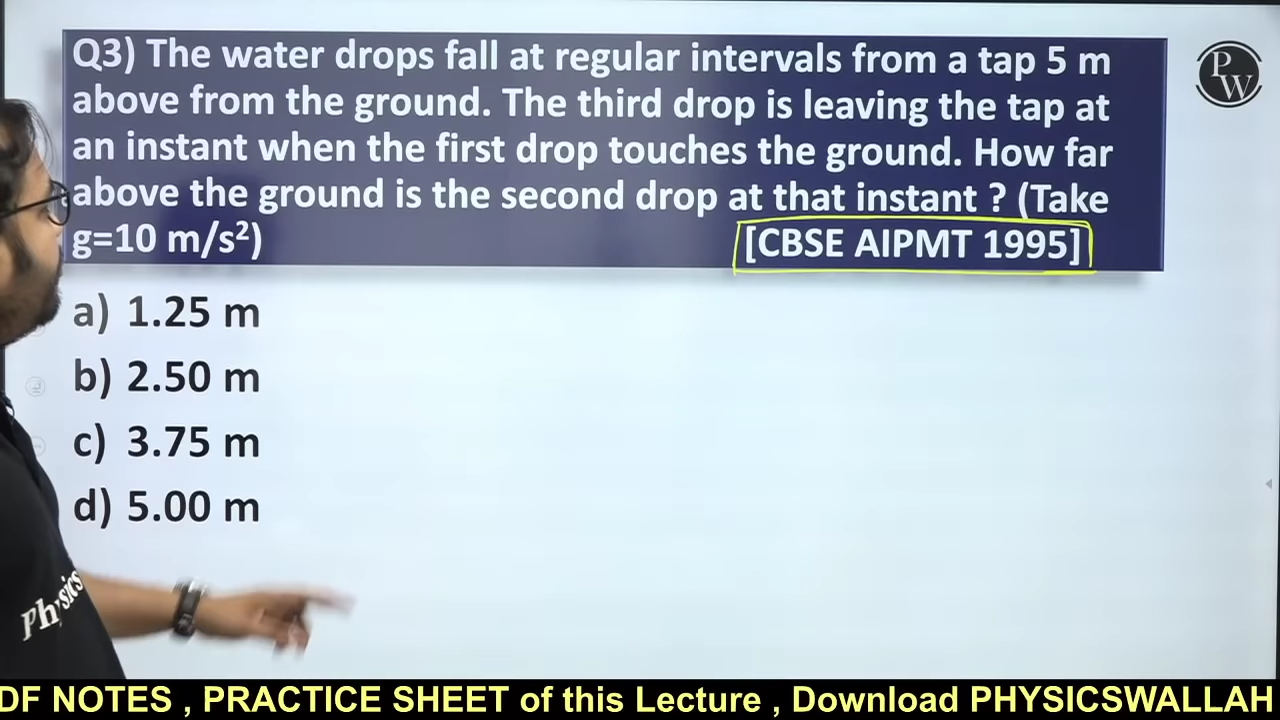 Q3) The water drops fall at regular intervals from a tap 5 m
above from the ground. The third drop is leaving the tap at
an instant when the first drop touches the ground. How far
above the ground is the second drop at that instant ? (Take
g=10 m/s²) [CBSE AIPMT 1995]
PW
a) 1.25 m
b) 2.50 m
c) 3.75 m
d) 5.00 m
Physics
DF NOTES , PRACTICE SHEET of this Lecture , Download PHYSICSWALLAH